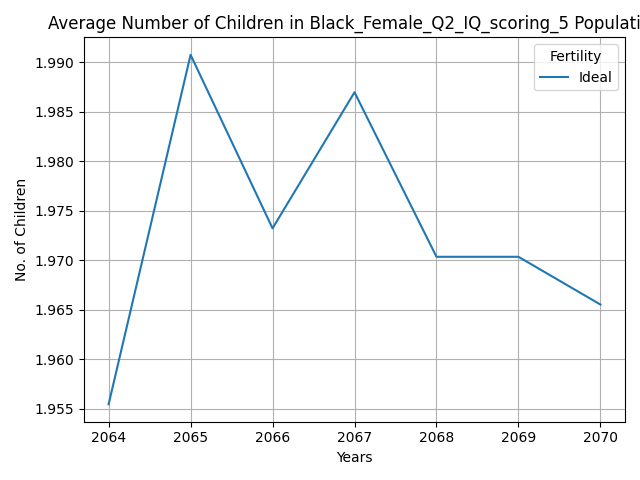 Average Number of Children in Black_Female_Q2_IQ_scoring_5 Populati
Fertility
Ideal
1.990
1.985
1.980
1.975
1.970
1.965
1.960
1.955
No. of Children
2064 2065 2066 2067 2068 2069 2070
Years